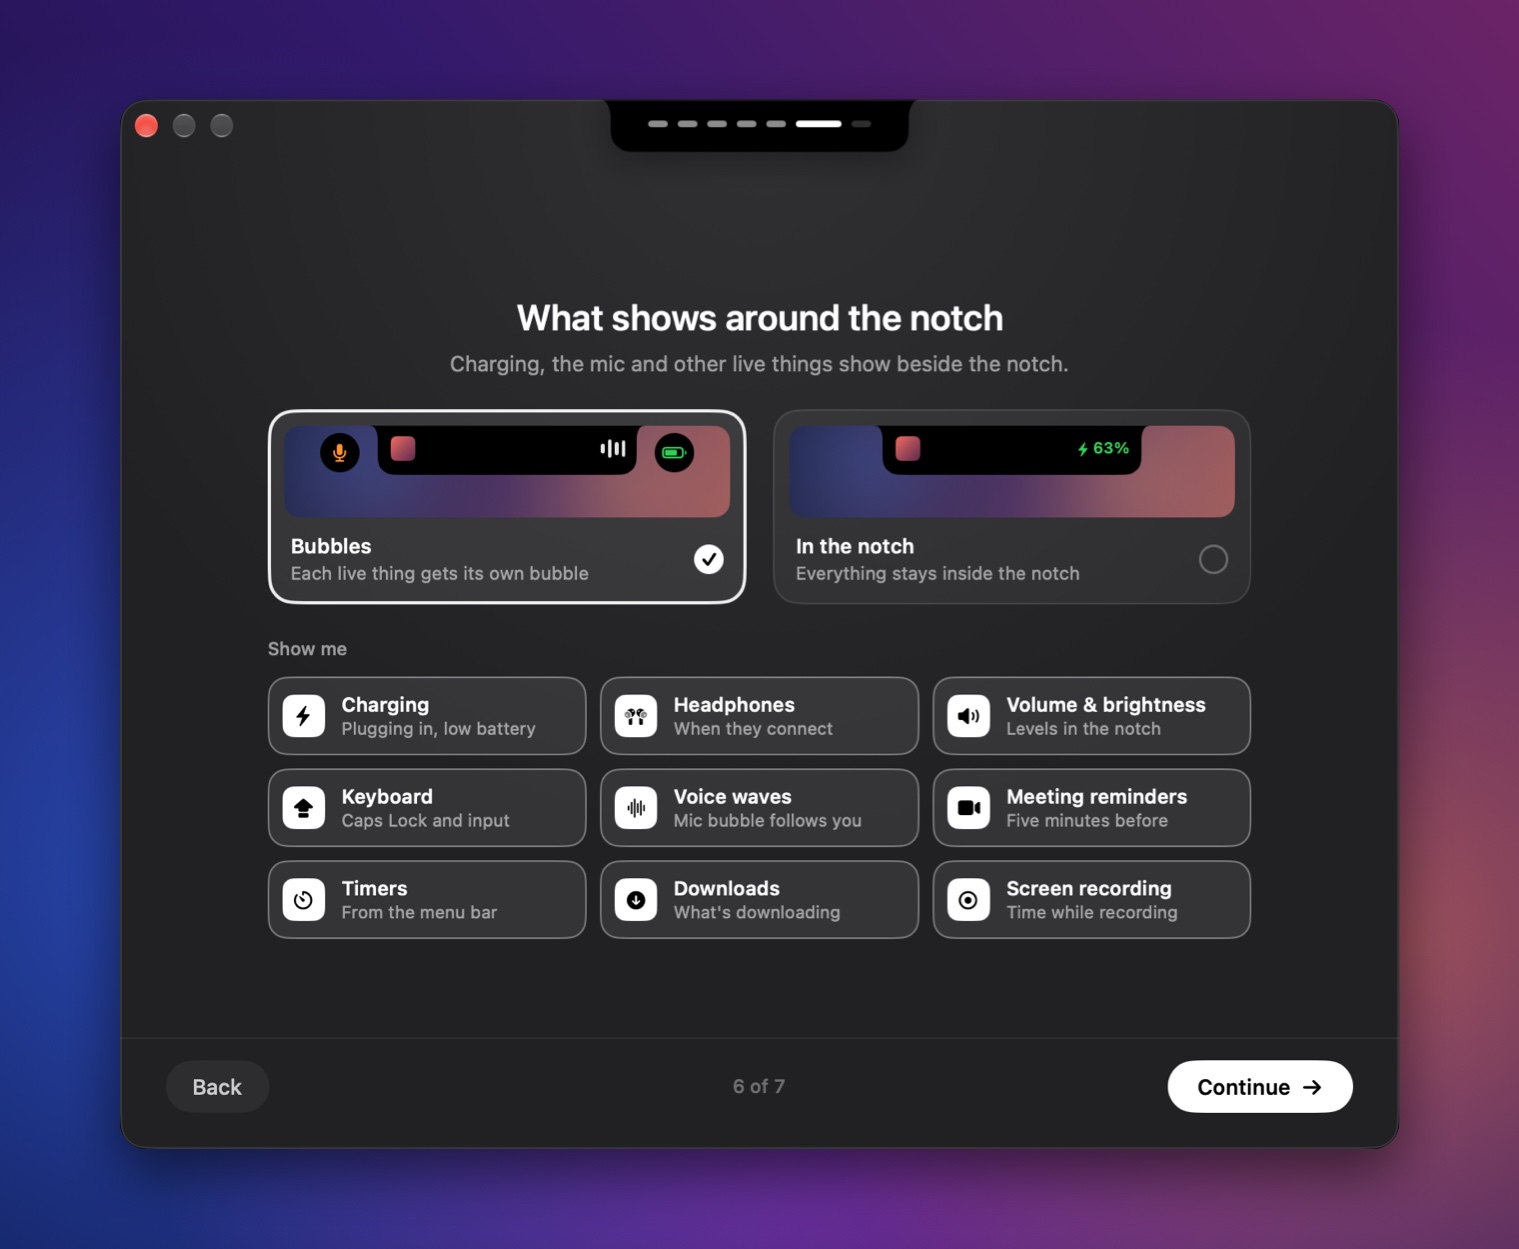 What shows around the notch
Charging, the mic and other live things show beside the notch.
63%
Bubbles
Each live thing gets its own bubble
In the notch
Everything stays inside the notch
Show me
Charging
Plugging in, low battery
Headphones
When they connect
Volume & brightness
Levels in the notch
Keyboard
Caps Lock and input
Voice waves
Mic bubble follows you
Meeting reminders
Five minutes before
Timers
From the menu bar
Downloads
What's downloading
Screen recording
Time while recording
Back
6 of 7
Continue →